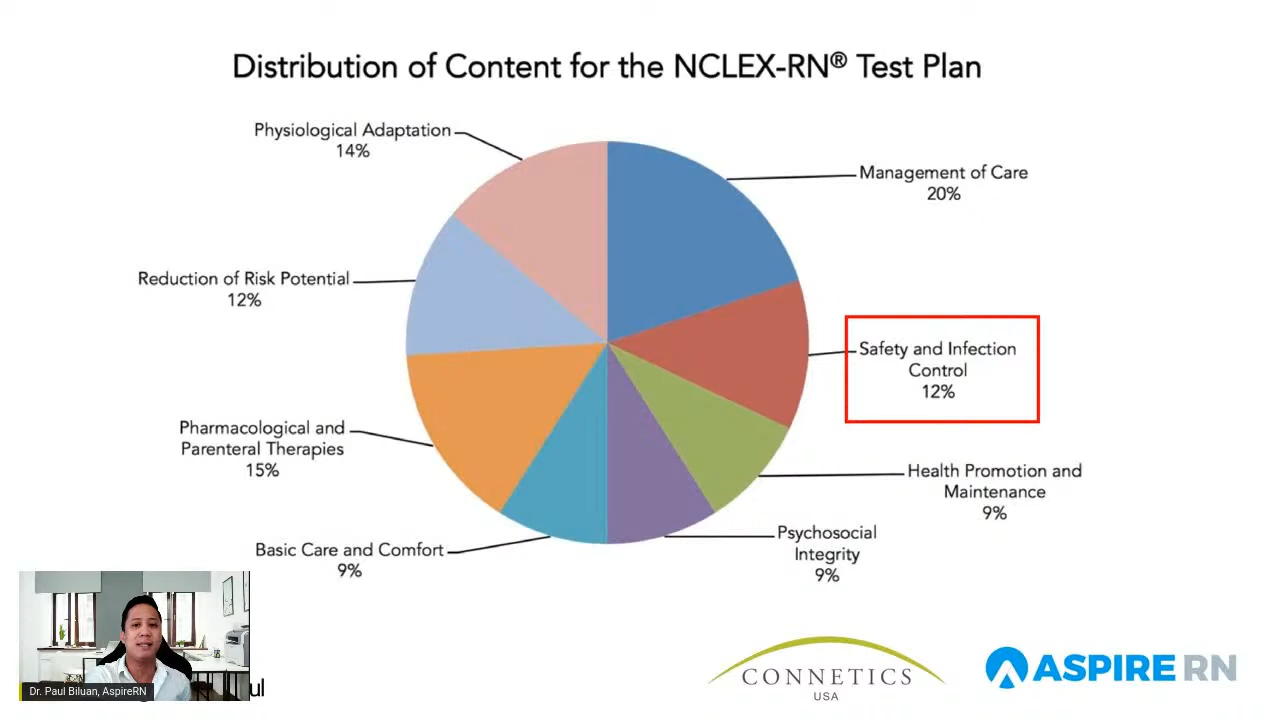 Distribution of Content for the NCLEX-RN® Test Plan
Physiological Adaptation
14%
Management of Care
20%
Reduction of Risk Potential
12%
Safety and Infection
Control
12%
Pharmacological and
Parenteral Therapies
15%
Health Promotion and
Maintenance
9%
Basic Care and Comfort
9%
Psychosocial
Integrity
9%
Dr. Paul Biluan, AspireRN
CONNETICS
USA
ASPIRE RN